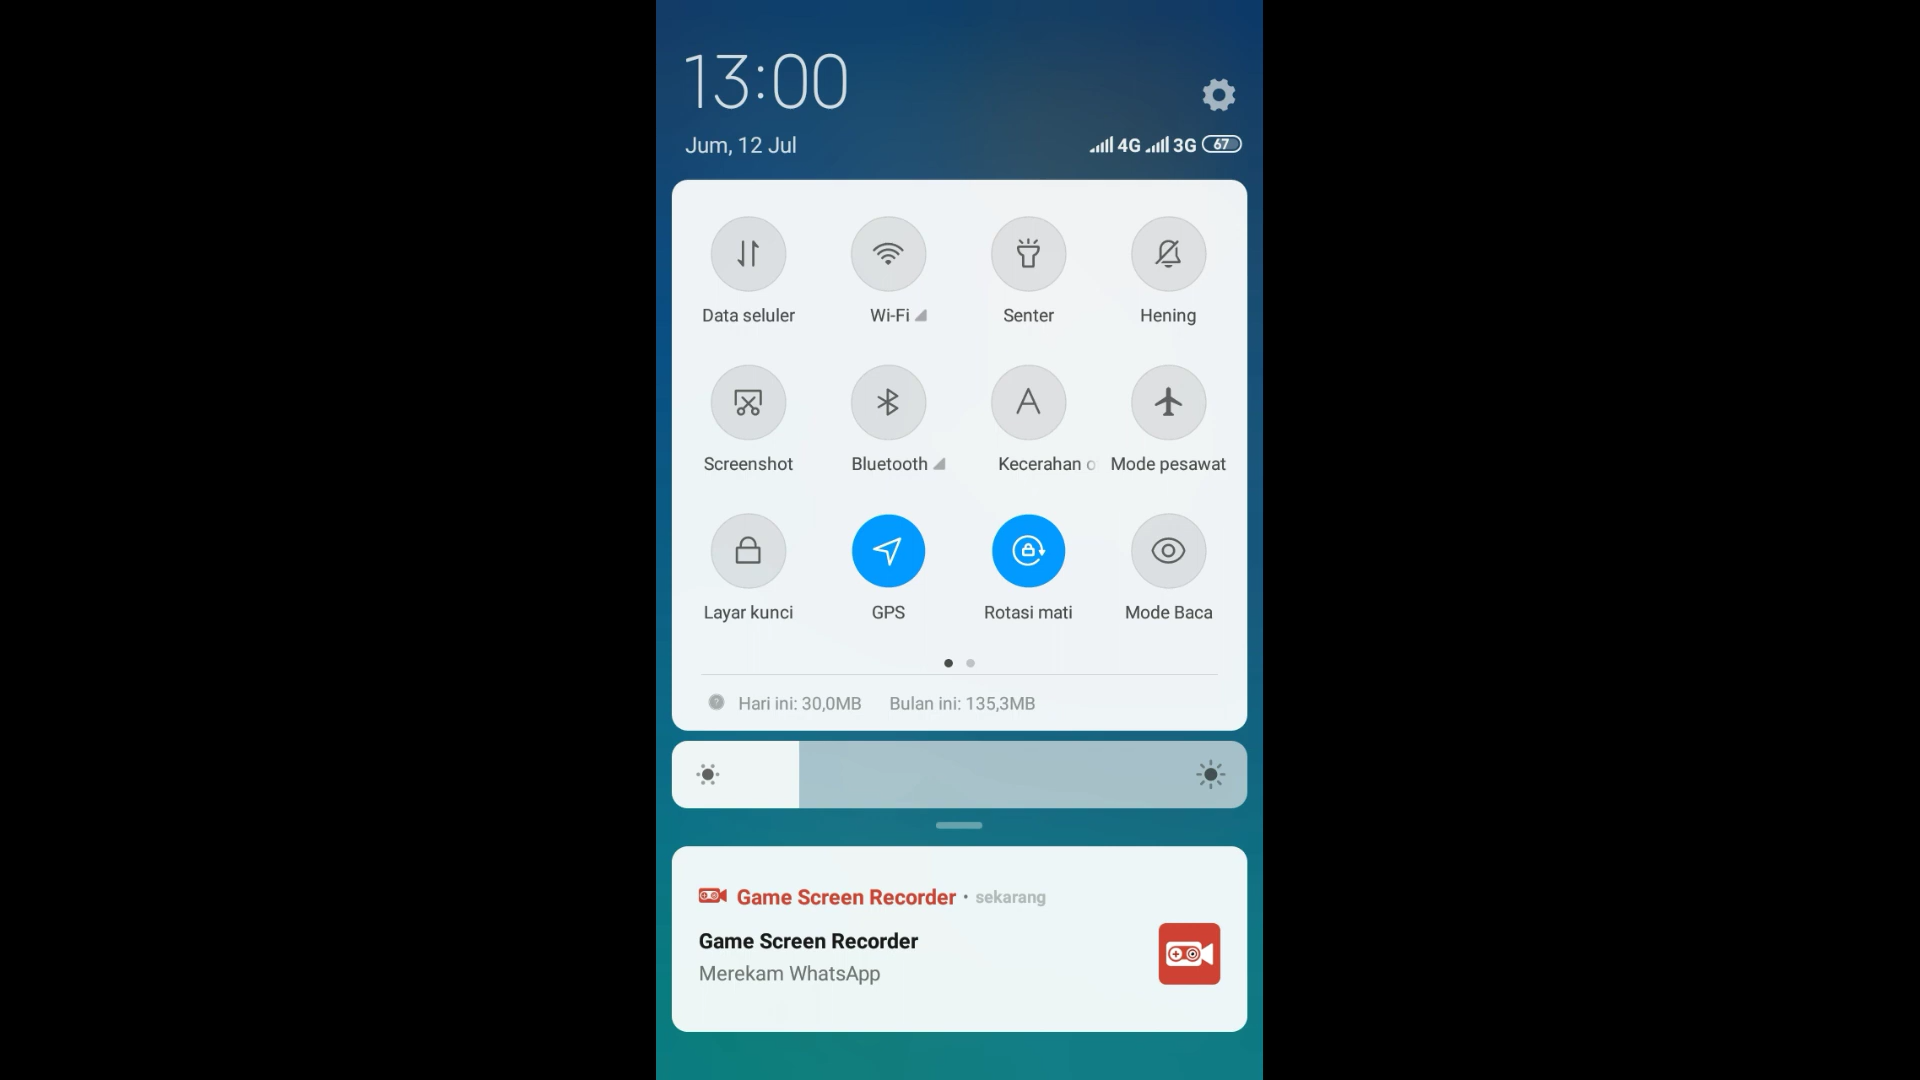 13:00
Jum, 12 Jul
4G 3G 67
Data seluler Wi-Fi Senter Hening
Screenshot Bluetooth Kecerahan o Mode pesawat
Layar kunci GPS Rotasi mati Mode Baca
Hari ini: 30,0MB Bulan ini: 135,3MB
Game Screen Recorder • sekarang
Game Screen Recorder
Merekam WhatsApp